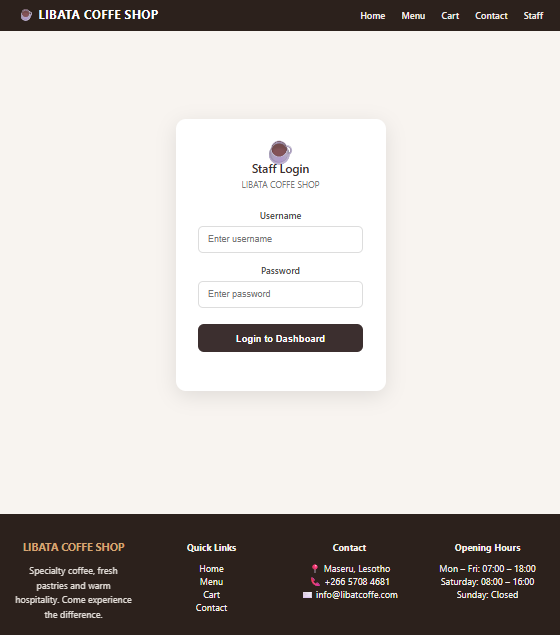 LIBATA COFFE SHOP
Home Menu Cart Contact Staff
Staff Login
LIBATA COFFE SHOP
Username
Enter username
Password
Enter password
Login to Dashboard
LIBATA COFFE SHOP
Specialty coffee, fresh
pastries and warm
hospitality. Come experience
the difference.
Quick Links
Home
Menu
Cart
Contact
Contact
Maseru, Lesotho
+266 5708 4681
info@libatcoffe.com
Opening Hours
Mon – Fri: 07:00 – 18:00
Saturday: 08:00 – 16:00
Sunday: Closed